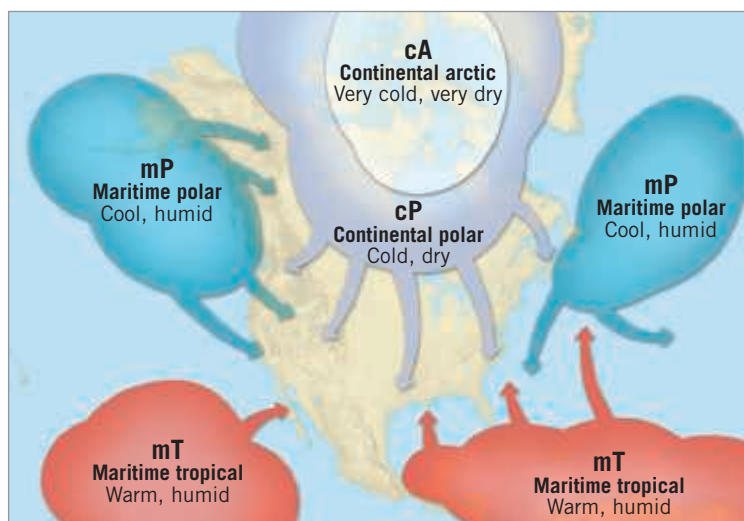 cA
Continental arctic
Very cold, very dry
mP
Maritime polar
Cool, humid
cP
Continental polar
Cold, dry
mP
Maritime polar
Cool, humid
mT
Maritime tropical
Warm, humid
mT
Maritime tropical
Warm, humid